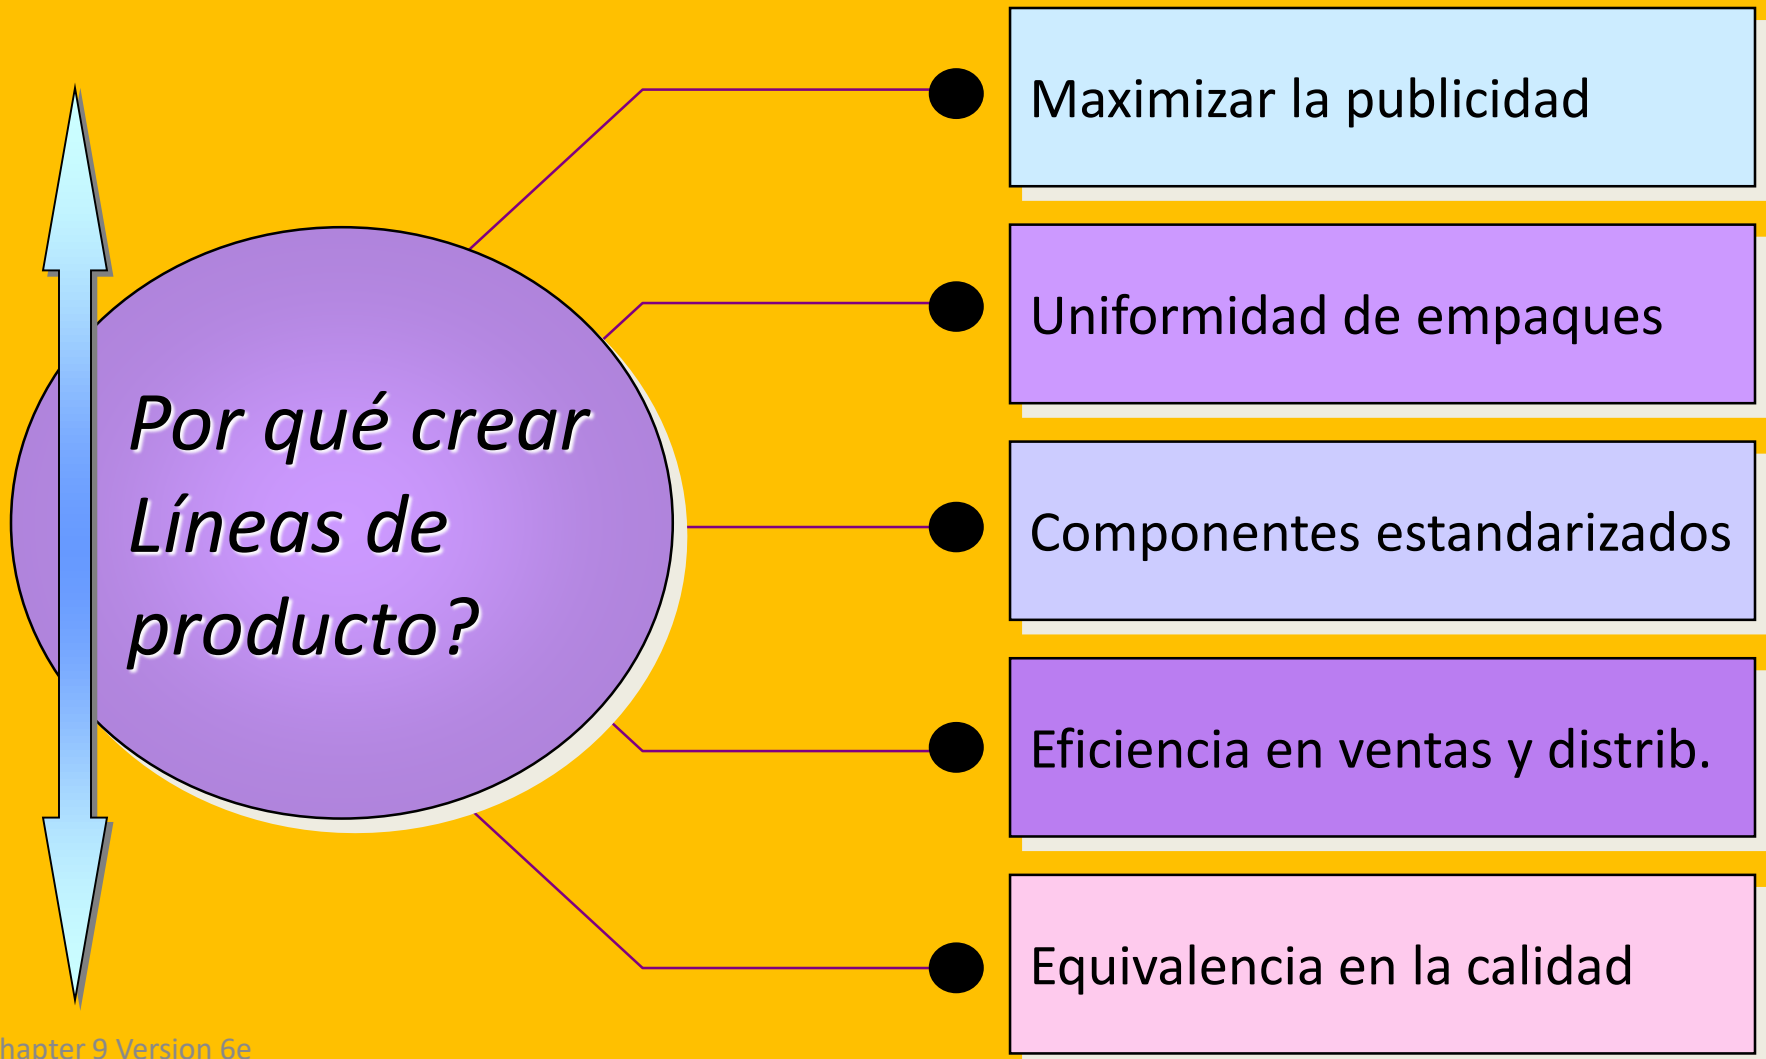 Por qué crear
Líneas de
producto?
Maximizar la publicidad
Uniformidad de empaques
Componentes estandarizados
Eficiencia en ventas y distrib.
Equivalencia en la calidad
hapter 9 Version 6e